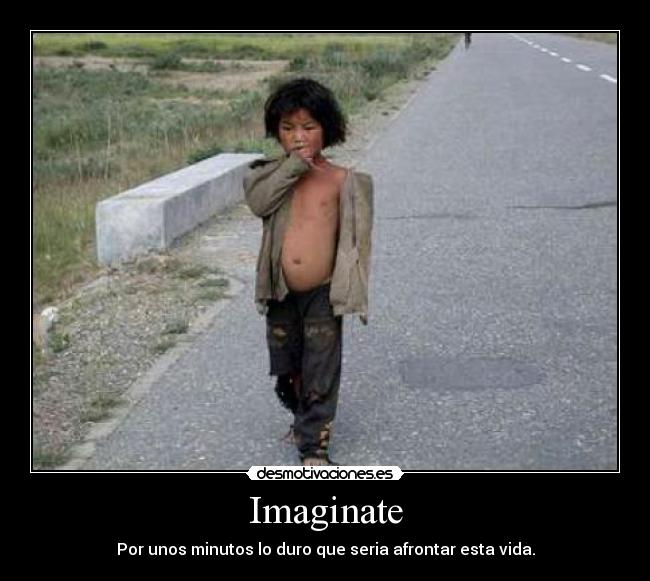 desmotivaciones.es
Imaginate
Por unos minutos lo duro que seria afrontar esta vida.